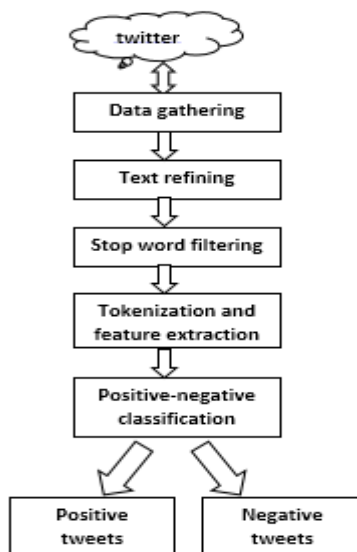 twitter
Data gathering
Text refining
Stop word filtering
Tokenization and
feature extraction
Positive-negative
classification
Positive
tweets
Negative
tweets